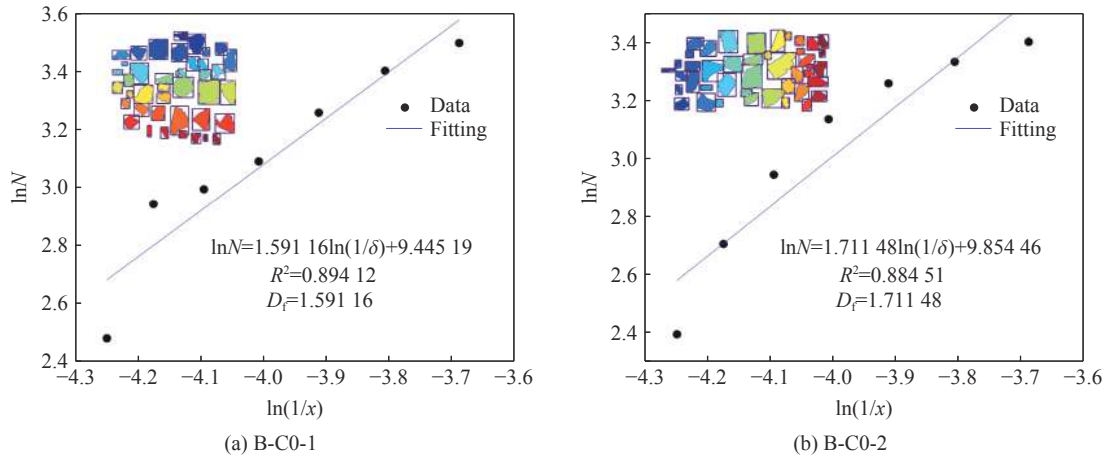 3.6
3.4
3.2
3.0
2.8
2.6
2.4
lnN
Data
Fitting
lnN=1.591 16ln(1/δ)+9.445 19
R²=0.894 12
D_f=1.591 16
−4.3 −4.2 −4.1 −4.0 −3.9 −3.8 −3.7 −3.6
ln(1/x)
(a) B-C0-1
3.4
3.2
3.0
2.8
2.6
2.4
lnN
Data
Fitting
lnN=1.711 48ln(1/δ)+9.854 46
R²=0.884 51
D_f=1.711 48
−4.3 −4.2 −4.1 −4.0 −3.9 −3.8 −3.7 −3.6
ln(1/x)
(b) B-C0-2